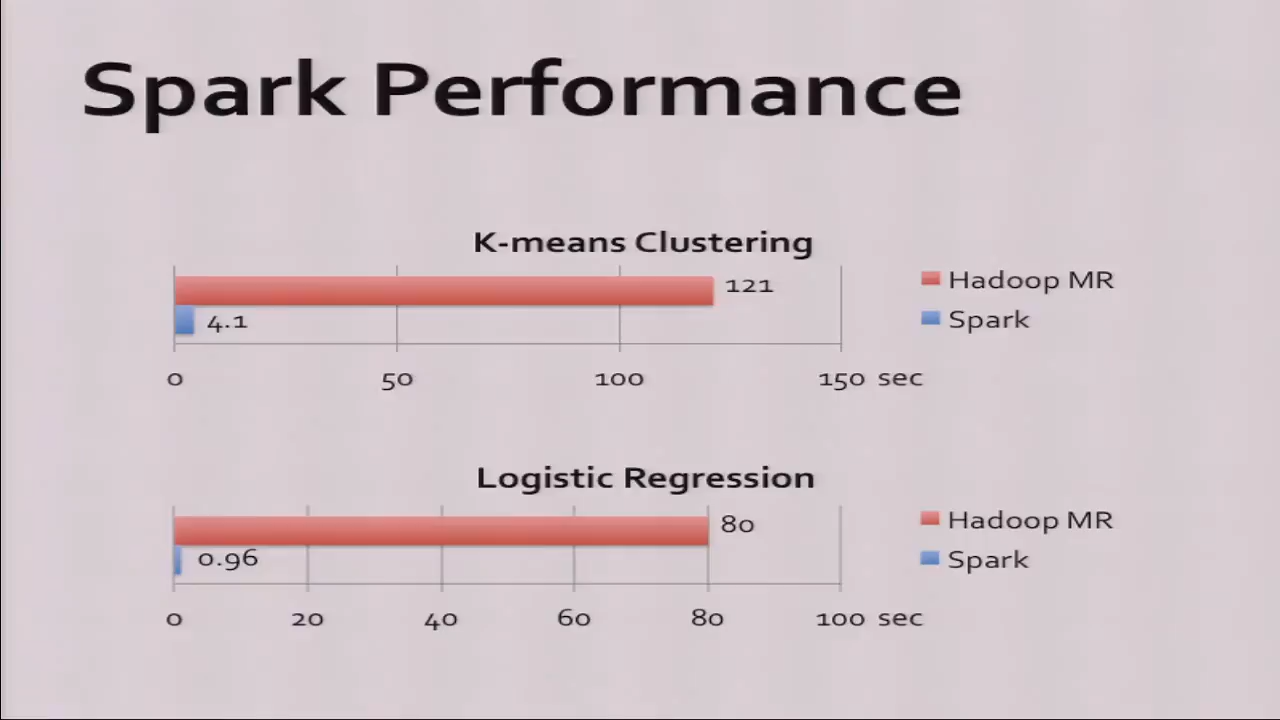 Spark Performance
K-means Clustering
121
4.1
Hadoop MR
Spark
0 50 100 150 sec
Logistic Regression
80
0.96
Hadoop MR
Spark
0 20 40 60 80 100 sec